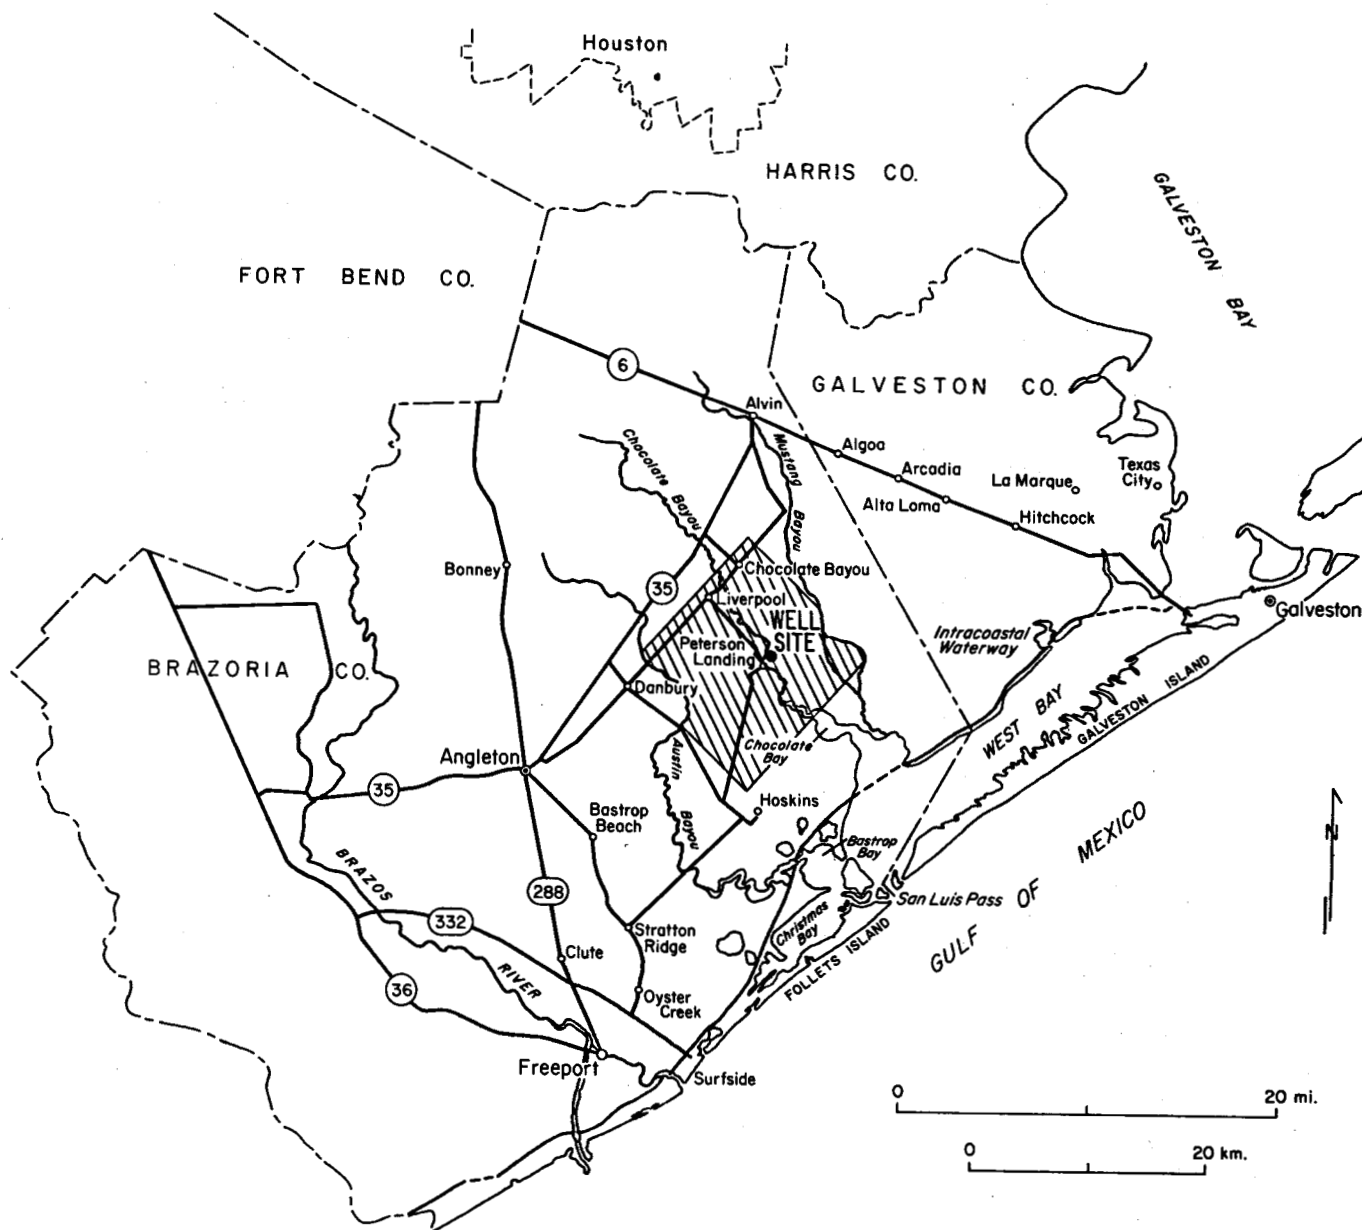 Houston
HARRIS CO.
GALVESTON BAY
FORT BEND CO.
6
GALVESTON CO.
Alvin
Algoa
Arcadia
La Marque
Texas
City
Alta Loma
Hitchcock
Chocolate Bayou
Mustang Bayou
Bonney
35
Chocolate Bayou
Liverpool
WELL
SITE
Peterson
Landing
Galveston
Intracoastal
Waterway
BRAZORIA CO.
Danbury
WEST BAY
GALVESTON ISLAND
Angleton
Austin Bayou
Chocolate
Bay
35
Bastrop
Beach
Hoskins
N
BRAZOS RIVER
Bastrop
Bay
288
San Luis Pass
GULF OF MEXICO
332
Stratton
Ridge
Christmas
Bay
FOLLETS ISLAND
Clute
36
Oyster
Creek
Freeport
Surfside
0 20 mi.
0 20 km.